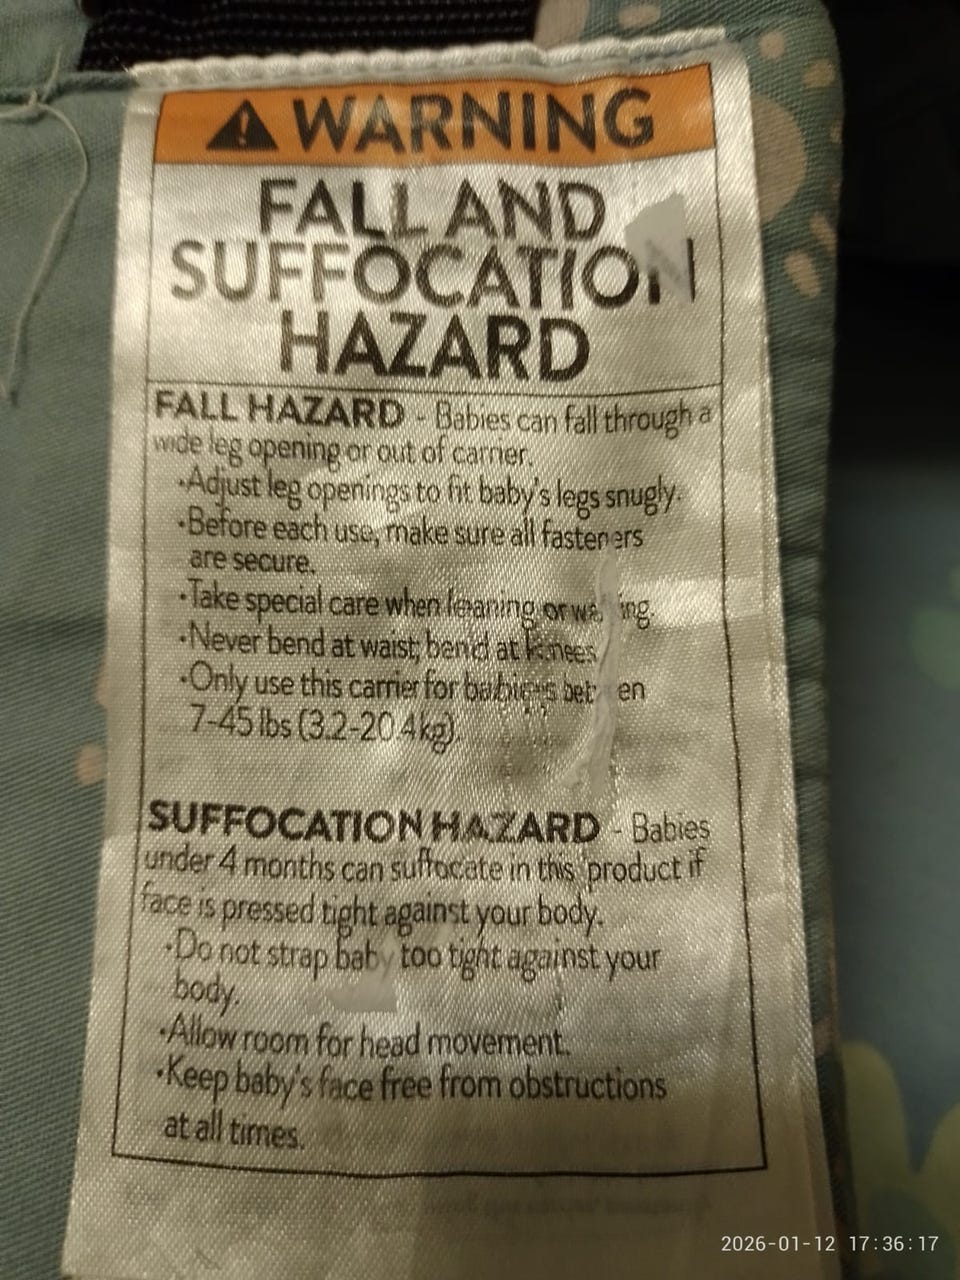 WARNING
FALL AND
SUFFOCATION
HAZARD
FALL HAZARD - Babies can fall through a
wide leg opening or out of carrier.
·Adjust leg openings to fit baby's legs snugly.
·Before each use, make sure all fasteners
are secure.
·Take special care when leaning or
·Never bend at waist; bend at knees
·Only use this carrier for babies between
7-45 lbs (3.2-20.4kg).
SUFFOCATION HAZARD - Babies
under 4 months can suffocate in this product if
face is pressed tight against your body.
·Do not strap baby too tight against your
body.
·Allow room for head movement.
·Keep baby's face free from obstructions
at all times.
2026-01-12 17:36:17